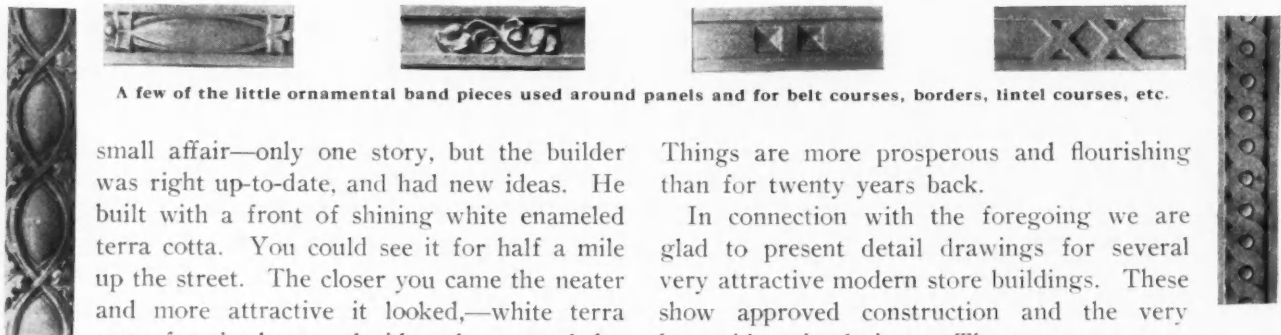 A few of the little ornamental band pieces used around panels and for belt courses, borders, lintel courses, etc.
small affair—only one story, but the builder
was right up-to-date, and had new ideas. He
built with a front of shining white enameled
terra cotta. You could see it for half a mile
up the street. The closer you came the neater
and more attractive it looked,—white terra
Things are more prosperous and flourishing
than for twenty years back.
In connection with the foregoing we are
glad to present detail drawings for several
very attractive modern store buildings. These
show approved construction and the very